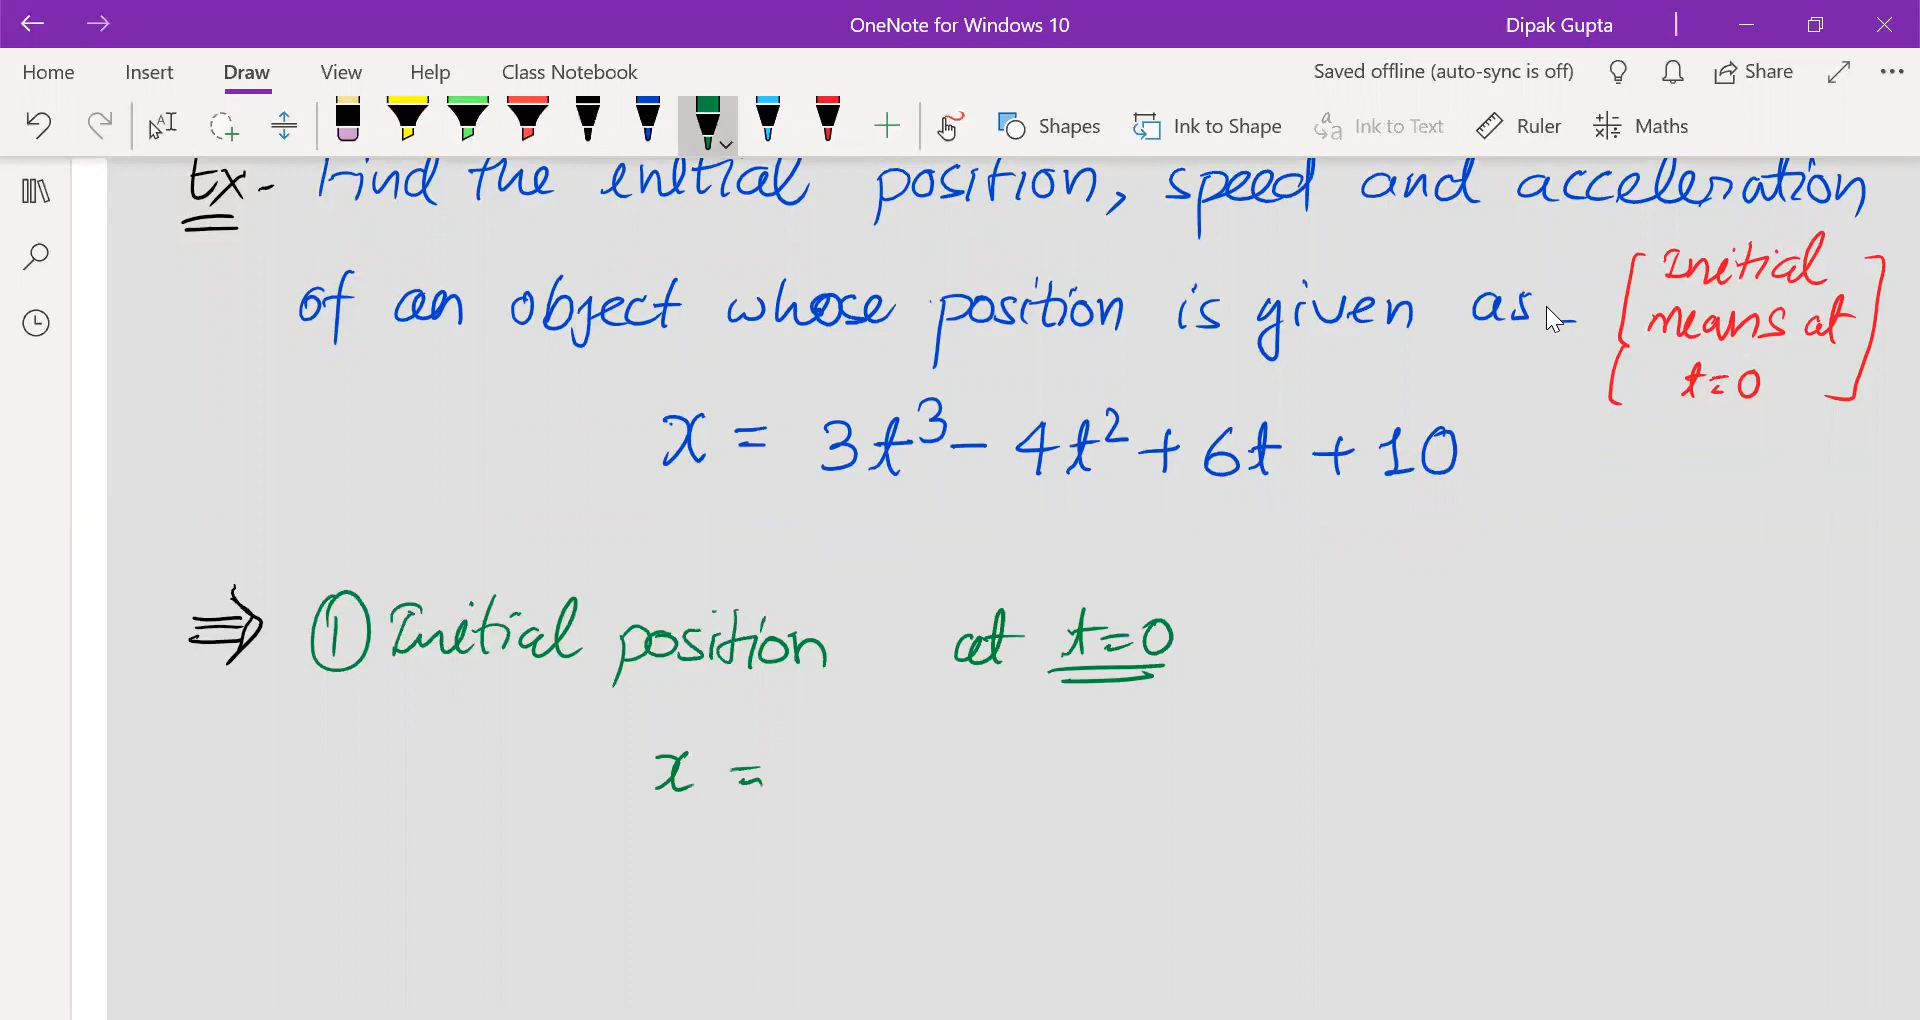 OneNote for Windows 10
Dipak Gupta
Home Insert Draw View Help Class Notebook
Saved offline (auto-sync is off) Share
Shapes Ink to Shape Ink to Text Ruler Maths
Ex- Find the initial position, speed and acceleration
of an object whose position is given as-
[Initial
means at
t=0]
x = 3t³ - 4t² + 6t + 10
⇒ ① Initial position at t=0
x =